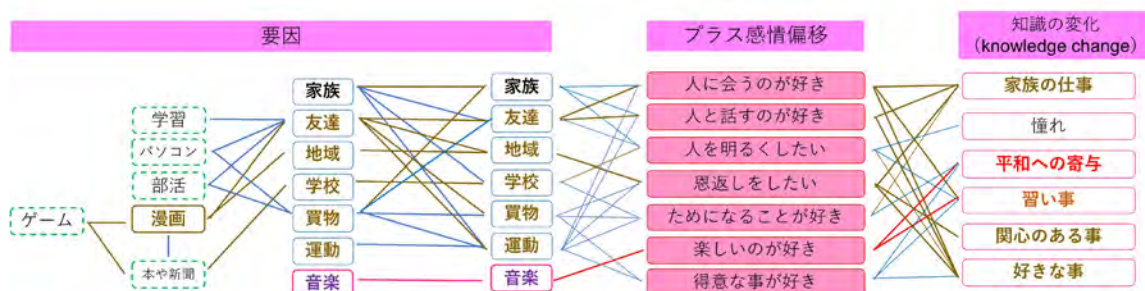 要因
プラス感情偏移
知識の変化
（knowledge change）
ゲーム
学習
パソコン
部活
漫画
本や新聞
家族
友達
地域
学校
買物
運動
音楽
家族
友達
地域
学校
買物
運動
音楽
人に会うのが好き
人と話すのが好き
人を明るくしたい
恩返しをしたい
ためになることが好き
楽しいのが好き
得意な事が好き
家族の仕事
憧れ
平和への寄与
習い事
関心のある事
好きな事